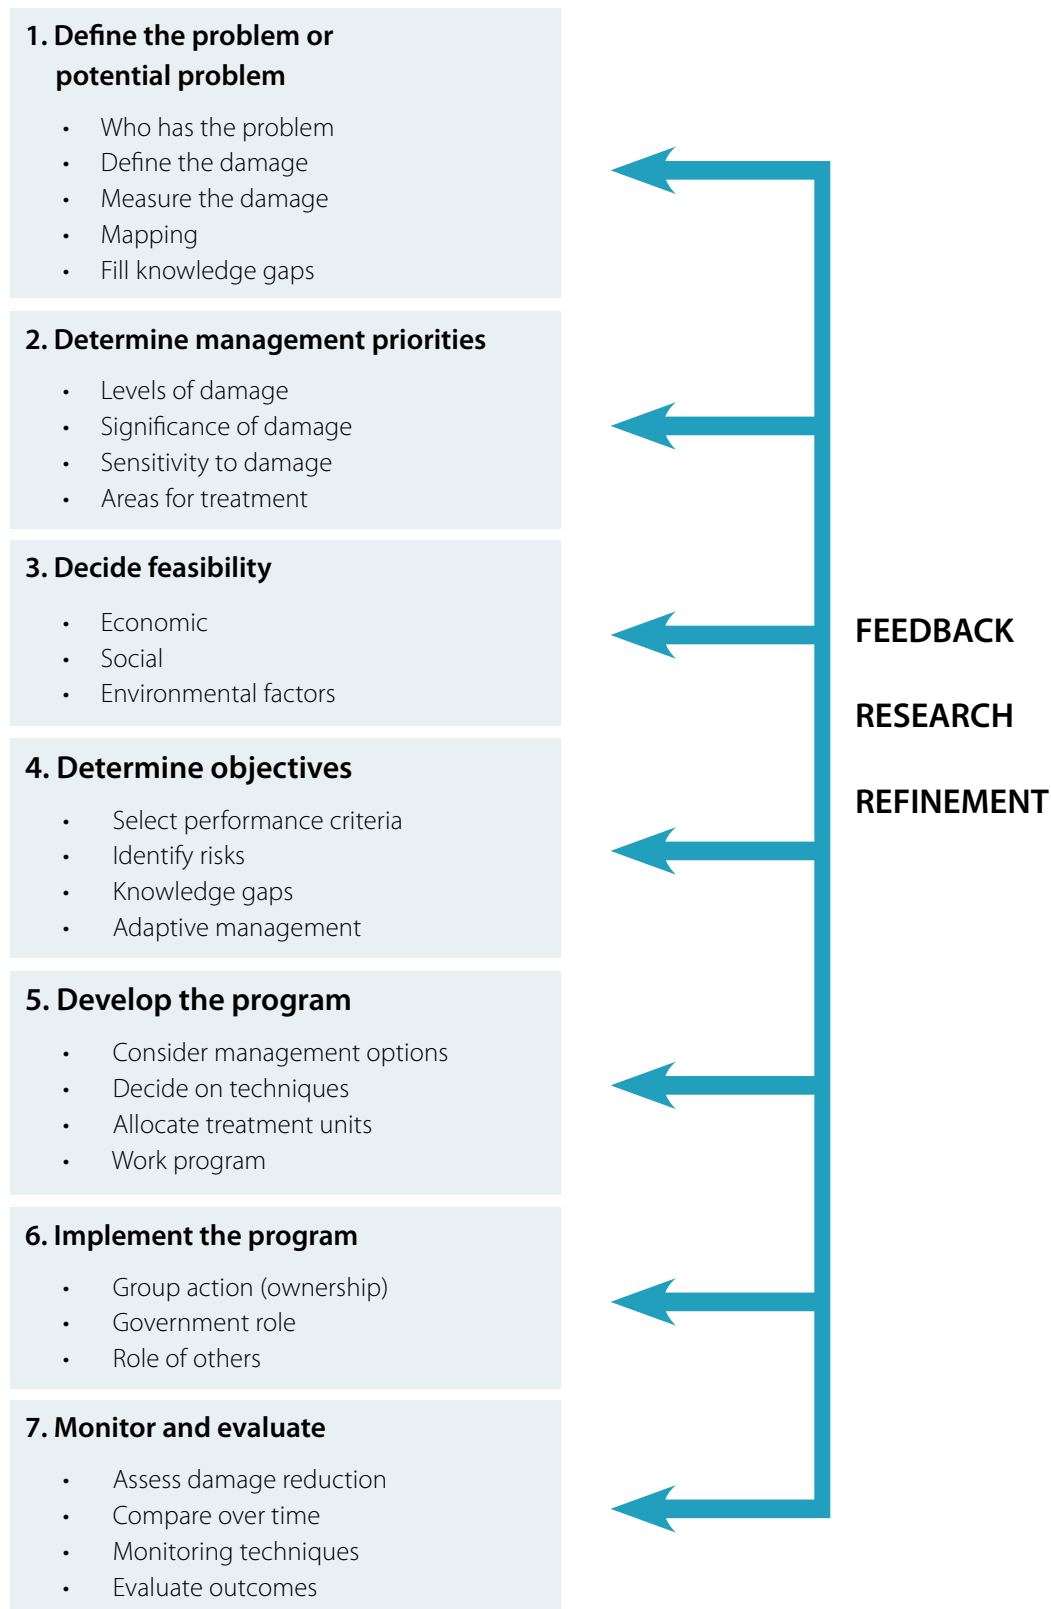 1. Define the problem or
potential problem
• Who has the problem
• Define the damage
• Measure the damage
• Mapping
• Fill knowledge gaps
2. Determine management priorities
• Levels of damage
• Significance of damage
• Sensitivity to damage
• Areas for treatment
3. Decide feasibility
• Economic
• Social
• Environmental factors
4. Determine objectives
• Select performance criteria
• Identify risks
• Knowledge gaps
• Adaptive management
5. Develop the program
• Consider management options
• Decide on techniques
• Allocate treatment units
• Work program
6. Implement the program
• Group action (ownership)
• Government role
• Role of others
7. Monitor and evaluate
• Assess damage reduction
• Compare over time
• Monitoring techniques
• Evaluate outcomes
FEEDBACK
RESEARCH
REFINEMENT